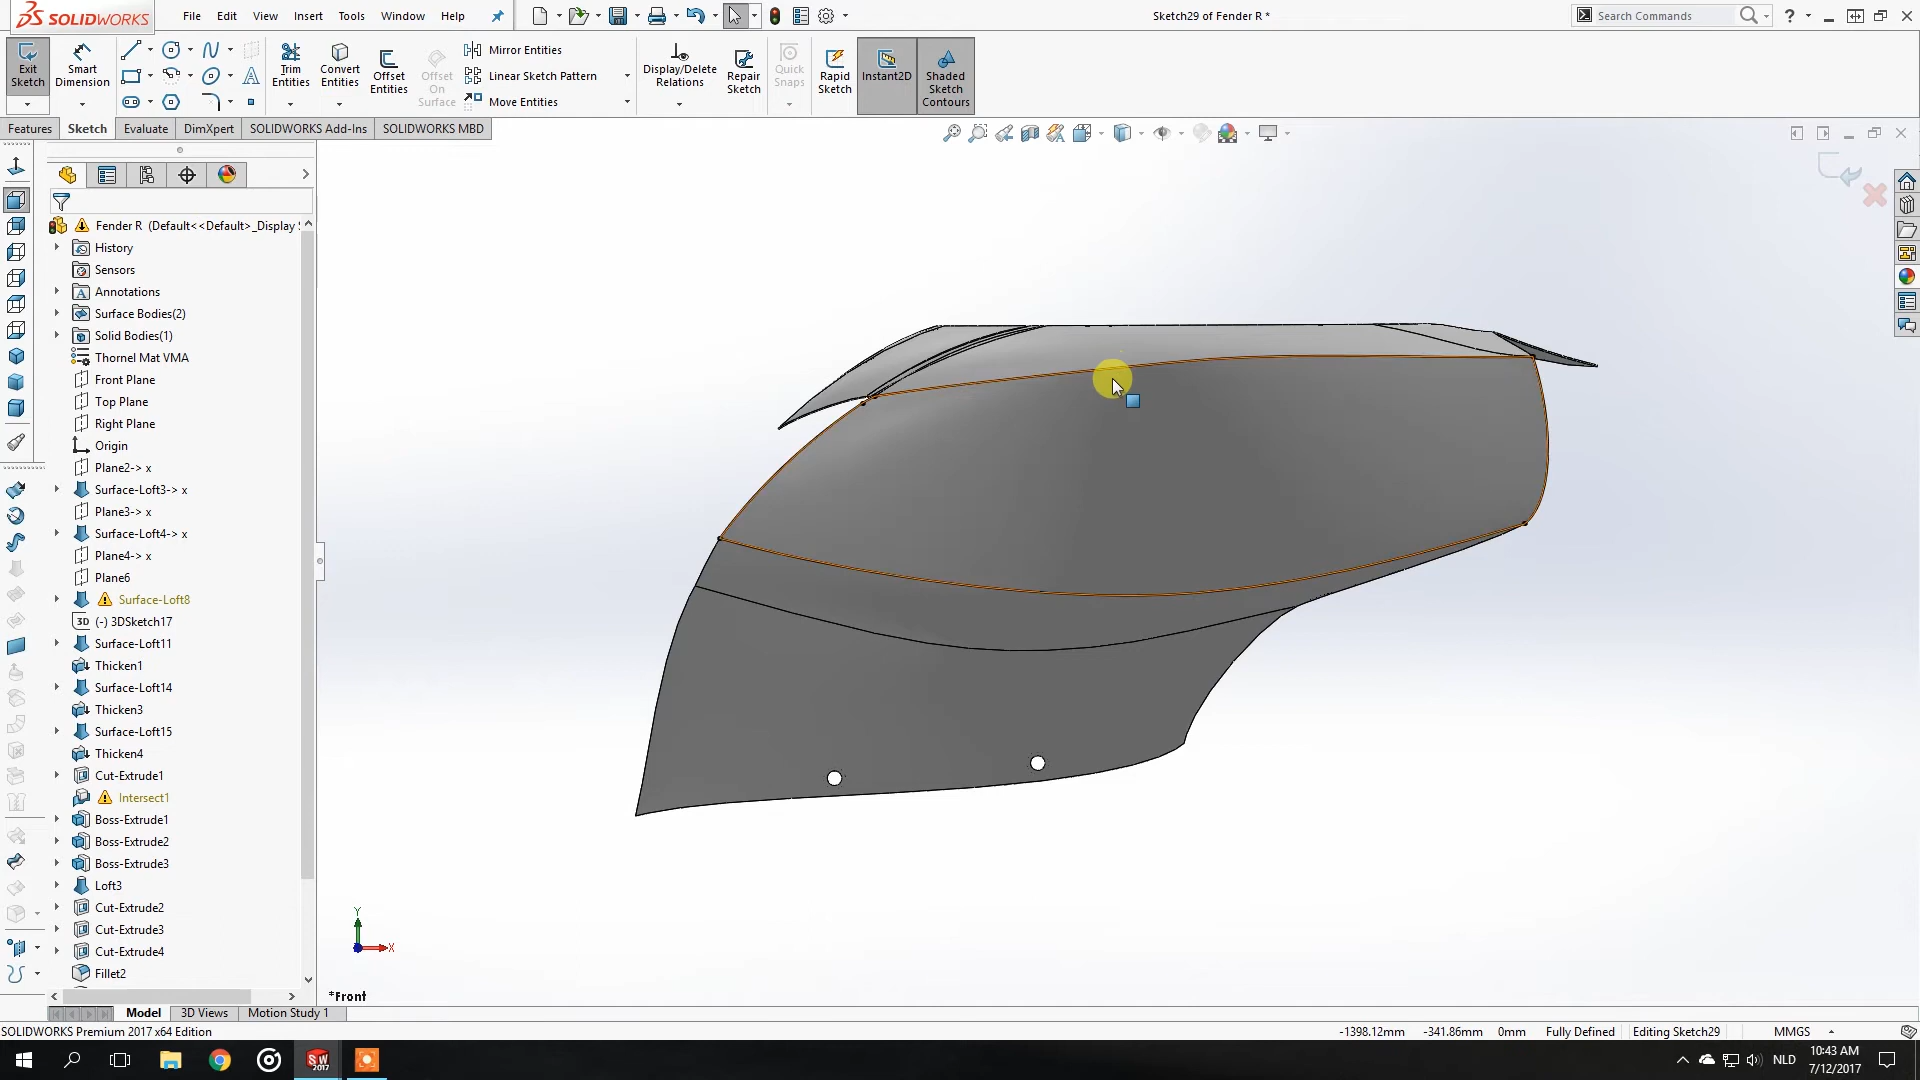 SOLIDWORKS
File Edit View Insert Tools Window Help
Sketch29 of Fender R *
Search Commands
Exit Sketch
Smart Dimension
Trim Entities
Convert Entities
Offset Entities
Offset On Surface
Mirror Entities
Linear Sketch Pattern
Move Entities
Display/Delete Relations
Repair Sketch
Quick Snaps
Rapid Sketch
Instant2D
Shaded Sketch Contours
Features Sketch Evaluate DimXpert SOLIDWORKS Add-Ins SOLIDWORKS MBD
Fender R (Default<<Default>_Display
History
Sensors
Annotations
Surface Bodies(2)
Solid Bodies(1)
Thornel Mat VMA
Front Plane
Top Plane
Right Plane
Origin
Plane2-> x
Surface-Loft3-> x
Plane3-> x
Surface-Loft4-> x
Plane4-> x
Plane6
Surface-Loft8
3D (-) 3DSketch17
Surface-Loft11
Thicken1
Surface-Loft14
Thicken3
Surface-Loft15
Thicken4
Cut-Extrude1
Intersect1
Boss-Extrude1
Boss-Extrude2
Boss-Extrude3
Loft3
Cut-Extrude2
Cut-Extrude3
Cut-Extrude4
Fillet2
Y
X
*Front
Model 3D Views Motion Study 1
SOLIDWORKS Premium 2017 x64 Edition
-1398.12mm -341.86mm 0mm Fully Defined Editing Sketch29 MMGS
SW 2017
NLD
10:43 AM
7/12/2017